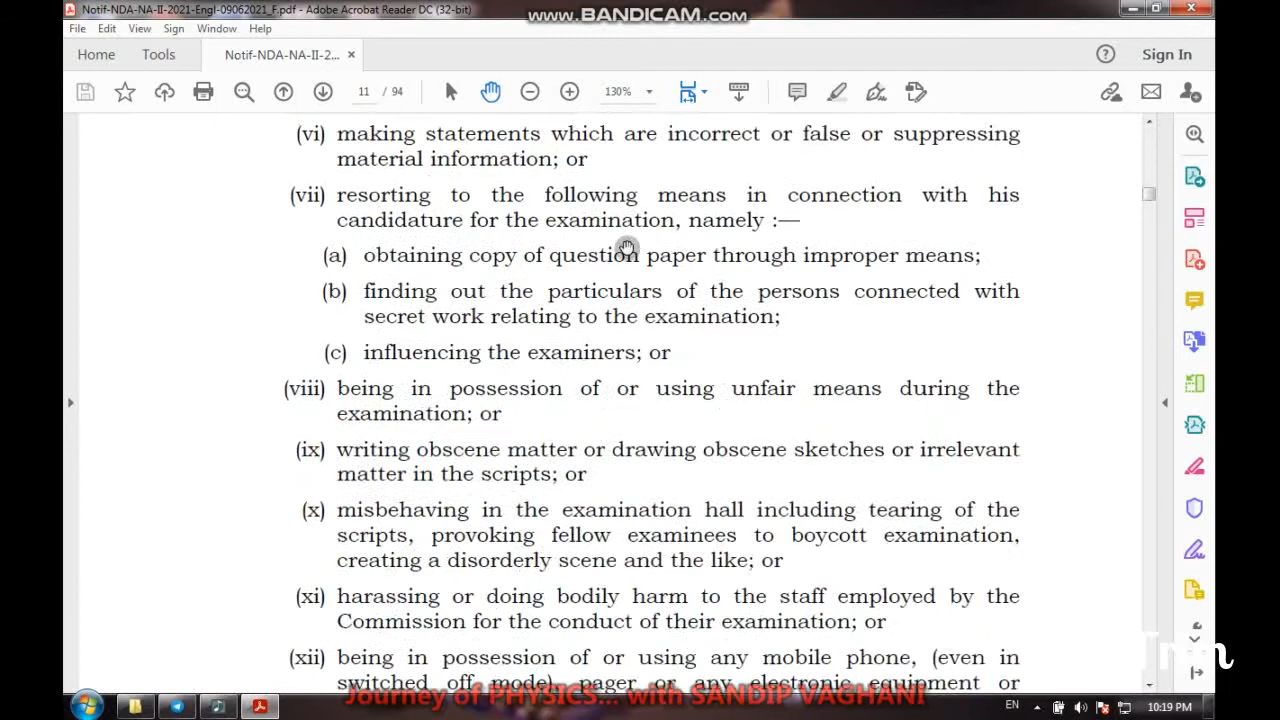 Notif-NDA-NA-II-2021-Engl-09062021_F.pdf - Adobe Acrobat Reader DC (32-bit)
www.BANDICAM.com
File Edit View Sign Window Help
Home Tools Notif-NDA-NA-II-2... × Sign In
11 / 94 130%
(vi) making statements which are incorrect or false or suppressing
material information; or
(vii) resorting to the following means in connection with his
candidature for the examination, namely :—
(a) obtaining copy of question paper through improper means;
(b) finding out the particulars of the persons connected with
secret work relating to the examination;
(c) influencing the examiners; or
(viii) being in possession of or using unfair means during the
examination; or
(ix) writing obscene matter or drawing obscene sketches or irrelevant
matter in the scripts; or
(x) misbehaving in the examination hall including tearing of the
scripts, provoking fellow examinees to boycott examination,
creating a disorderly scene and the like; or
(xi) harassing or doing bodily harm to the staff employed by the
Commission for the conduct of their examination; or
(xii) being in possession of or using any mobile phone, (even in
switched off mode), pager or any electronic equipment or
Journey of PHYSICS... with SANDIP VAGHANI
EN 10:19 PM